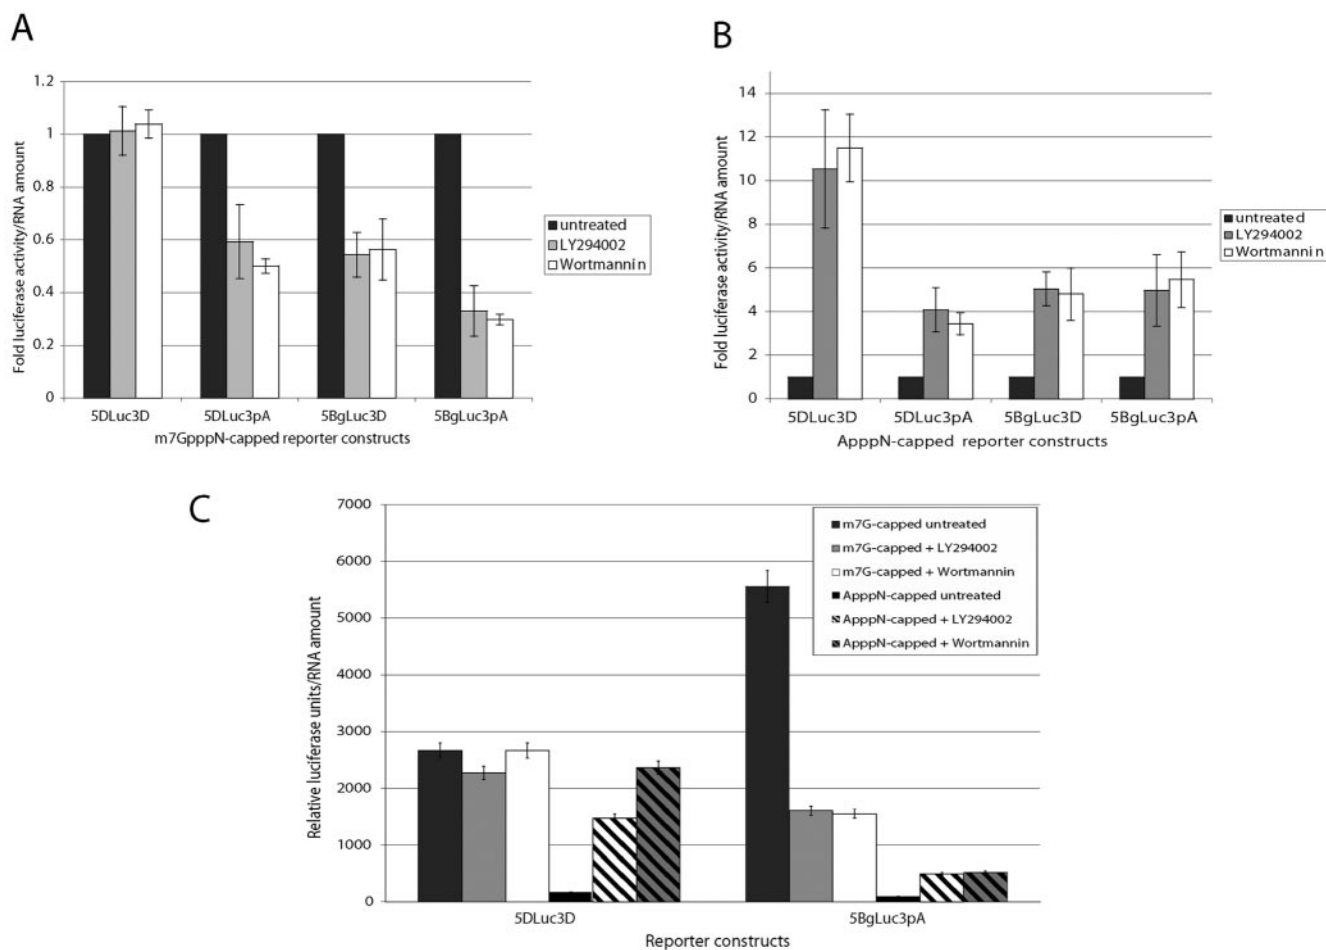 A
1.2
1
0.8
0.6
0.4
0.2
0
Fold luciferase activity/RNA amount
5DLuc3D 5DLuc3pA 5BgLuc3D 5BgLuc3pA
m7GpppN-capped reporter constructs
untreated
LY294002
Wortmannin
B
14
12
10
8
6
4
2
0
Fold luciferase activity/RNA amount
5DLuc3D 5DLuc3pA 5BgLuc3D 5BgLuc3pA
ApppN-capped reporter constructs
untreated
LY294002
Wortmannin
C
7000
6000
5000
4000
3000
2000
1000
0
Relative luciferase units/RNA amount
m7G-capped untreated
m7G-capped + LY294002
m7G-capped + Wortmannin
ApppN-capped untreated
ApppN-capped + LY294002
ApppN-capped + Wortmannin
5DLuc3D 5BgLuc3pA
Reporter constructs